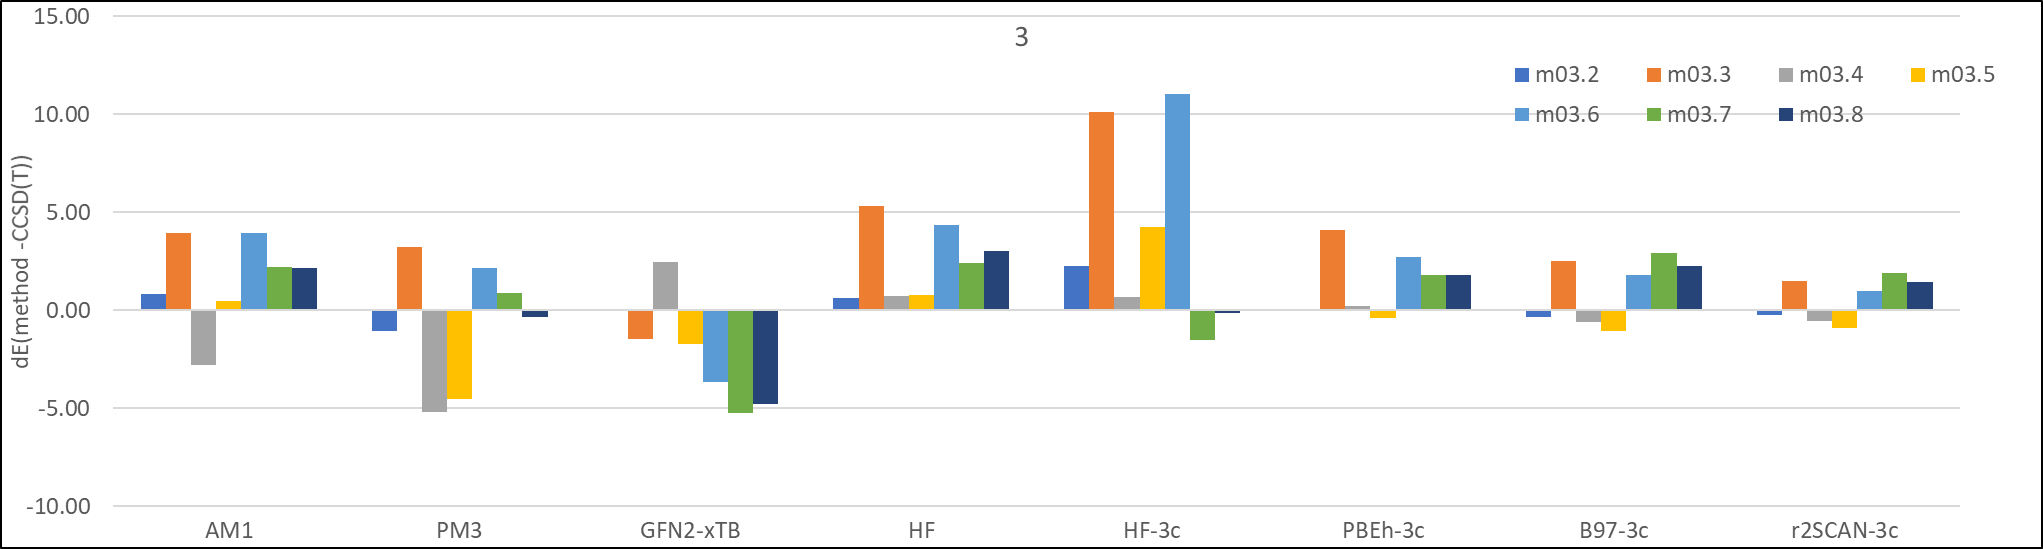 3
15.00
10.00
5.00
0.00
-5.00
-10.00
dE(method -CCSD(T))
m03.2 m03.3 m03.4 m03.5
m03.6 m03.7 m03.8
AM1 PM3 GFN2-xTB HF HF-3c PBEh-3c B97-3c r2SCAN-3c